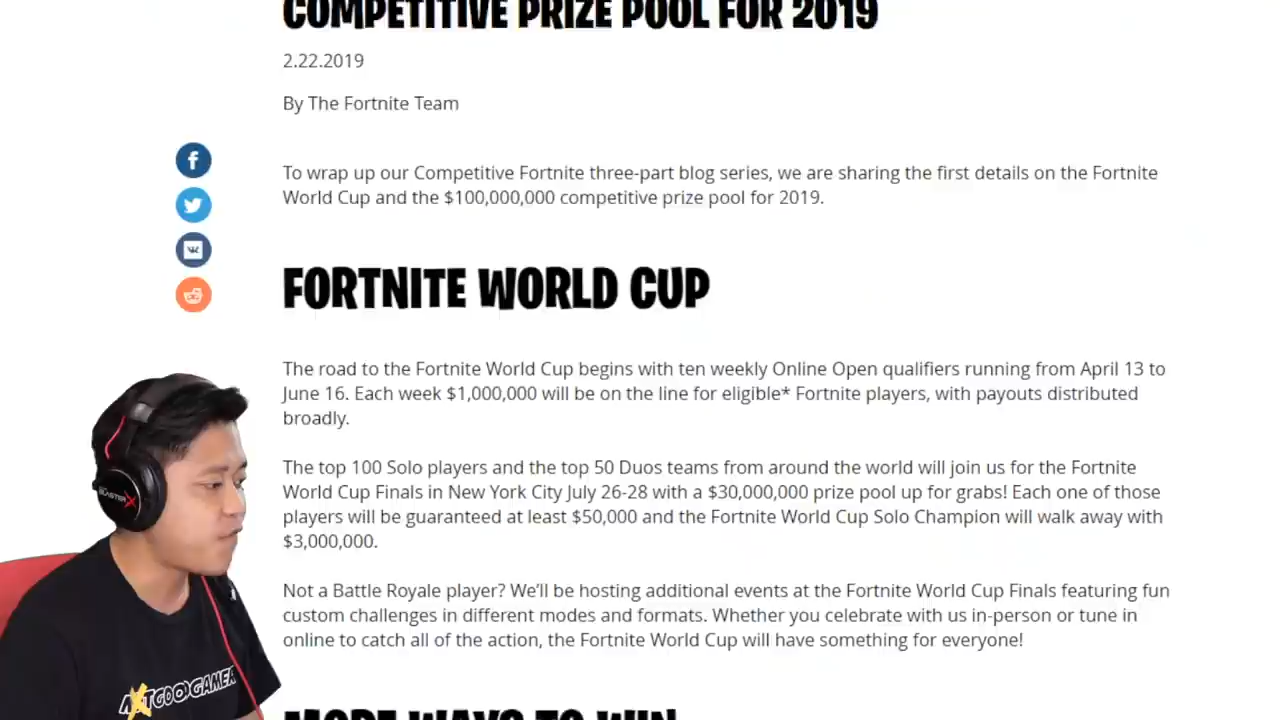 COMPETITIVE PRIZE POOL FOR 2019
2.22.2019
By The Fortnite Team
To wrap up our Competitive Fortnite three-part blog series, we are sharing the first details on the Fortnite
World Cup and the $100,000,000 competitive prize pool for 2019.
FORTNITE WORLD CUP
The road to the Fortnite World Cup begins with ten weekly Online Open qualifiers running from April 13 to
June 16. Each week $1,000,000 will be on the line for eligible* Fortnite players, with payouts distributed
broadly.
The top 100 Solo players and the top 50 Duos teams from around the world will join us for the Fortnite
World Cup Finals in New York City July 26-28 with a $30,000,000 prize pool up for grabs! Each one of those
players will be guaranteed at least $50,000 and the Fortnite World Cup Solo Champion will walk away with
$3,000,000.
Not a Battle Royale player? We'll be hosting additional events at the Fortnite World Cup Finals featuring fun
custom challenges in different modes and formats. Whether you celebrate with us in-person or tune in
online to catch all of the action, the Fortnite World Cup will have something for everyone!
MORE WAYS TO WIN
BLASTERX